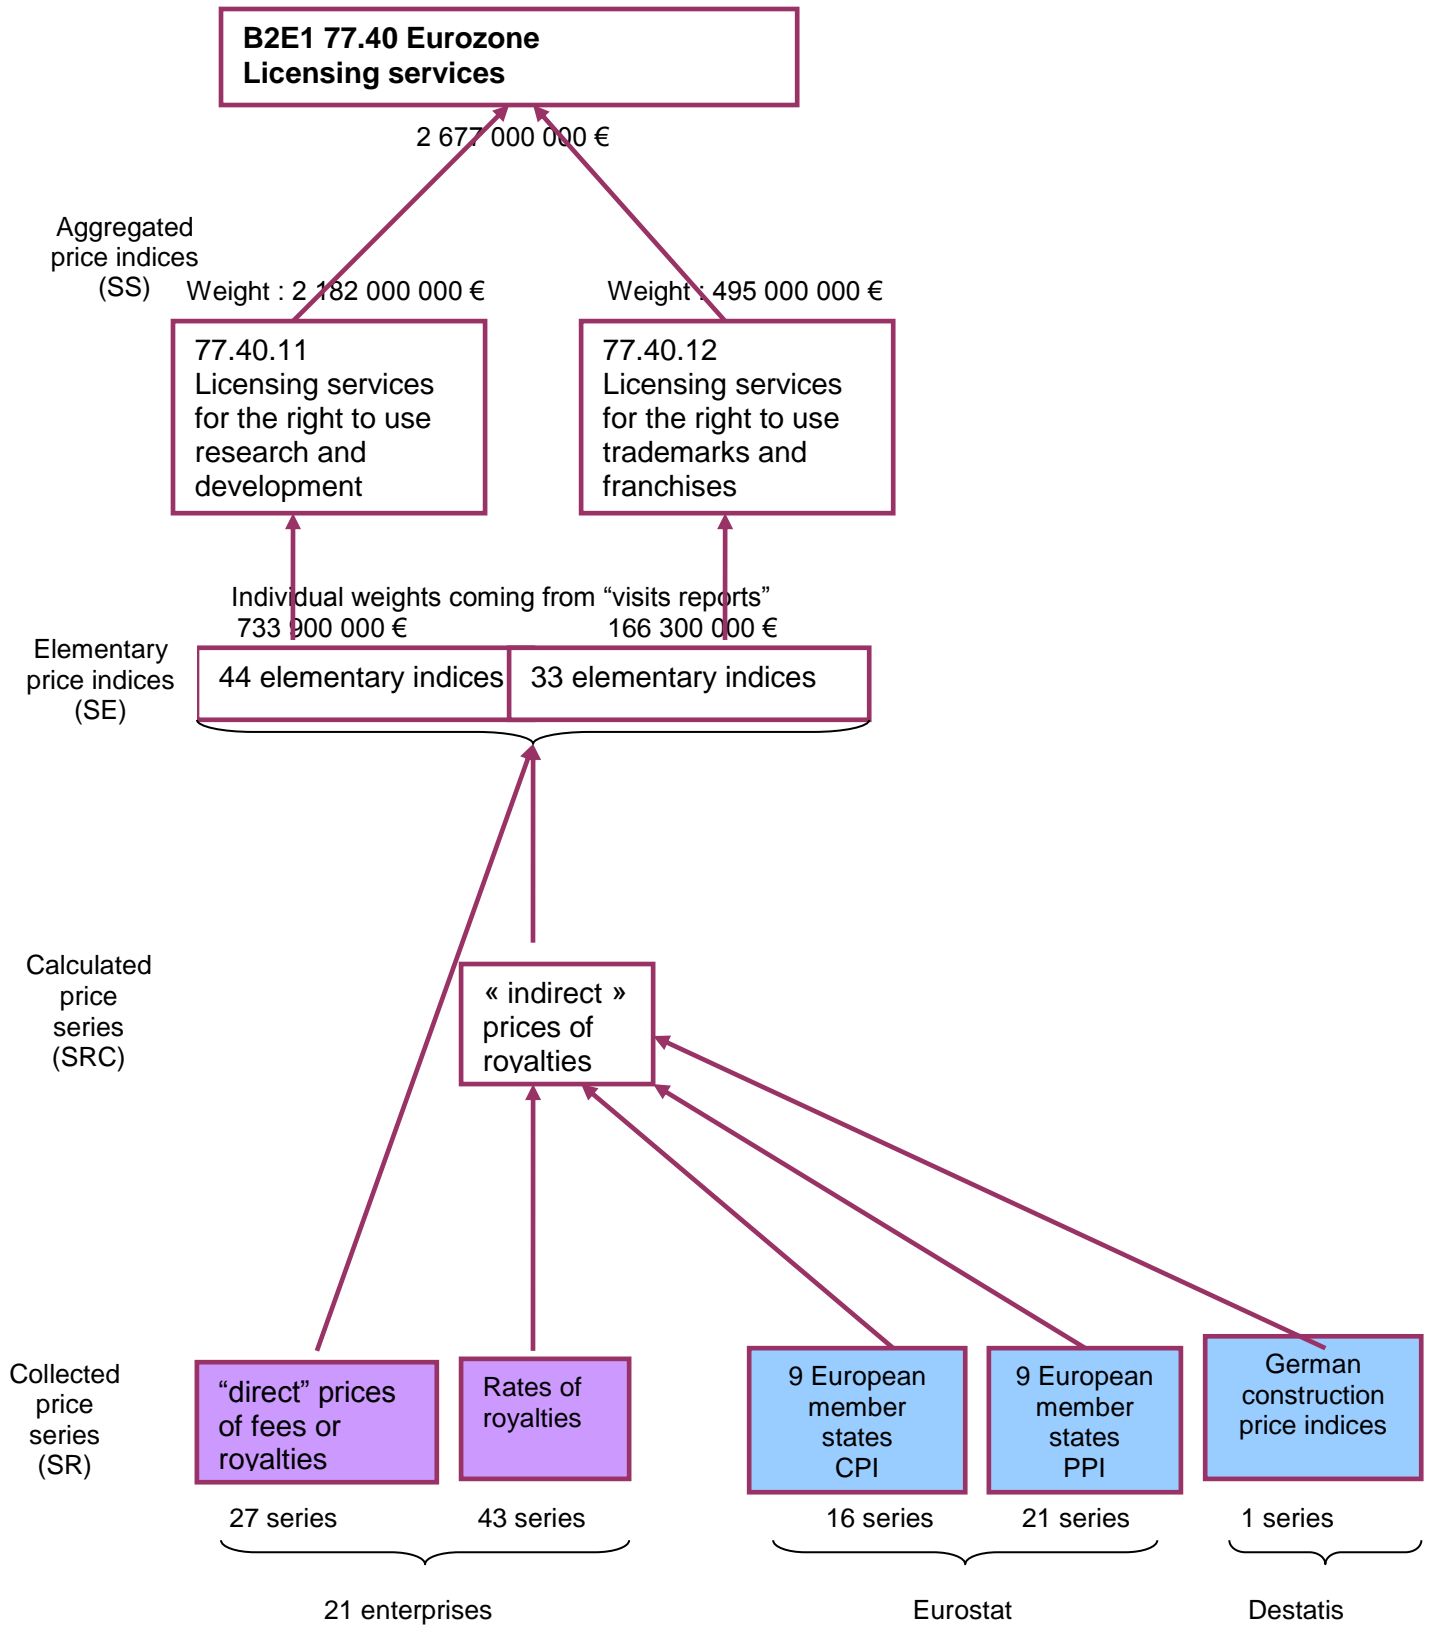 B2E1 77.40 Eurozone
Licensing services
2 677 000 000 €
Aggregated
price indices
(SS)
Weight : 2 182 000 000 €
Weight : 495 000 000 €
77.40.11
Licensing services
for the right to use
research and
development
77.40.12
Licensing services
for the right to use
trademarks and
franchises
Individual weights coming from “visits reports”
733 900 000 €
166 300 000 €
Elementary
price indices
(SE)
44 elementary indices
33 elementary indices
Calculated
price
series
(SRC)
« indirect »
prices of
royalties
Collected
price
series
(SR)
“direct” prices
of fees or
royalties
Rates of
royalties
9 European
member
states
CPI
9 European
member
states
PPI
German
construction
price indices
27 series
43 series
16 series
21 series
1 series
21 enterprises
Eurostat
Destatis